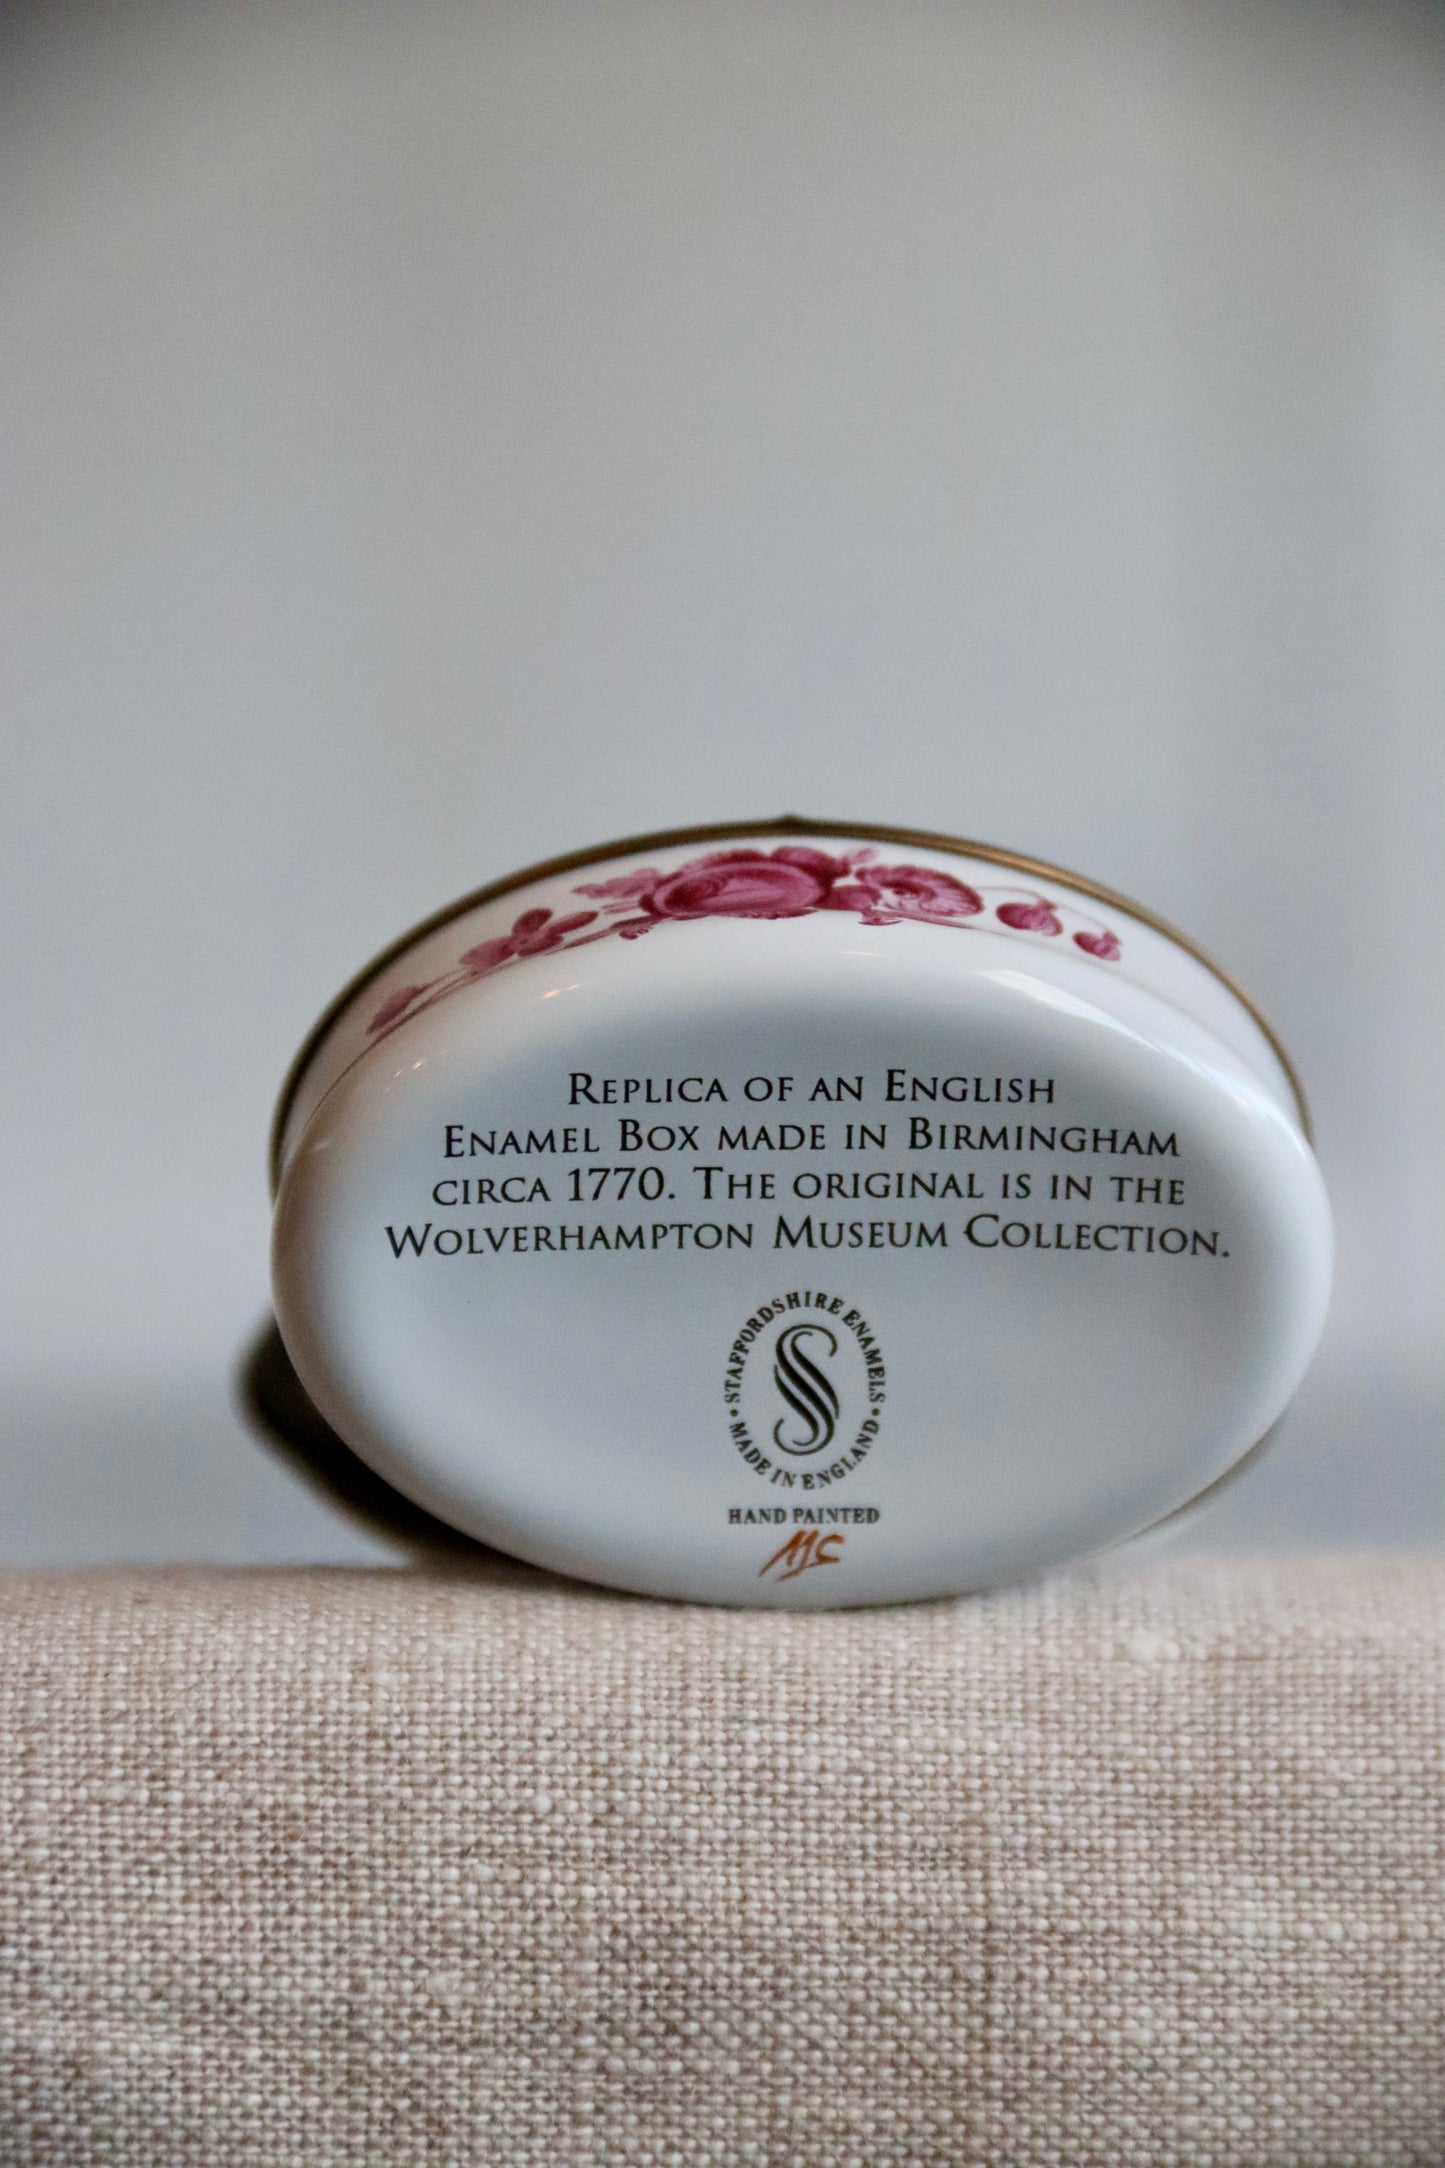 Replica of an English
Enamel Box made in Birmingham
circa 1770. The original is in the
Wolverhampton Museum Collection.
STAFFORDSHIRE ENAMELS
• MADE IN ENGLAND •
HAND PAINTED